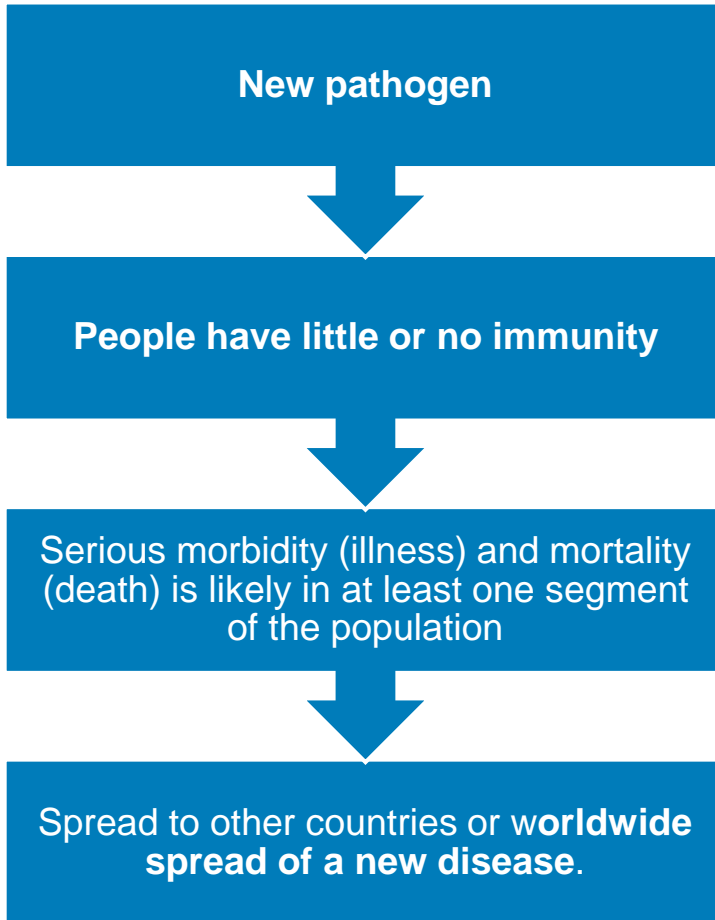 New pathogen
People have little or no immunity
Serious morbidity (illness) and mortality
(death) is likely in at least one segment
of the population
Spread to other countries or worldwide
spread of a new disease.